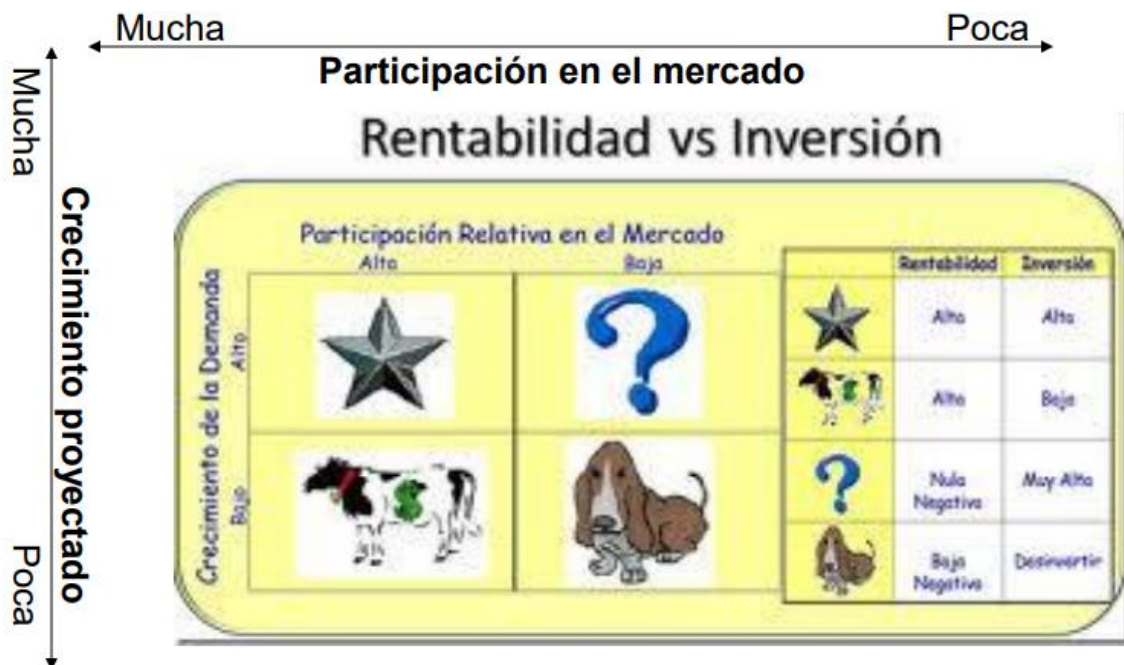 Mucha Poca
Participación en el mercado
Mucha
Crecimiento proyectado
Poca
Rentabilidad vs Inversión
Participación Relativa en el Mercado
Alta Baja
Crecimiento de la Demanda
Alto
Bajo
$
Rentabilidad Inversión
Alta Alta
Alta Baja
Nula
Negativa
Muy Alta
Baja
Negativa
Desinvertir